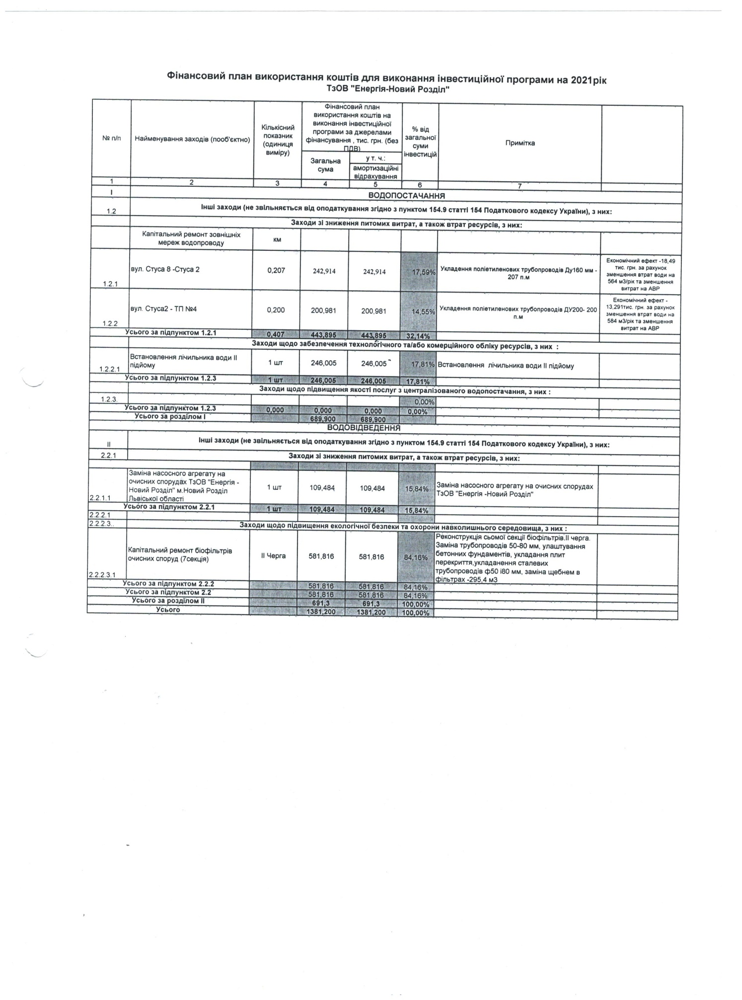 Фінансовий план використання коштів для виконання інвестиційної програми на 2021рік
ТзОВ "Енергія-Новий Розділ"
№ п/п
Найменування заходів (пооб'єктно)
Кількісний
показник
(одиниця
виміру)
Фінансовий план
використання коштів на
виконання інвестиційної
програми за джерелами
фінансування , тис. грн. (без
ПДВ)
Загальна
сума
у т. ч.:
амортизаційні
відрахування
% від
загальної
суми
інвестицій
Примітка
1 2 3 4 5 6 7
I ВОДОПОСТАЧАННЯ
1.2 Інші заходи (не звільняється від оподаткування згідно з пунктом 154.9 статті 154 Податкового кодексу України), з них:
Заходи зі зниження питомих витрат, а також втрат ресурсів, з них:
Капітальний ремонт зовнішніх
мереж водопроводу
км
1.2.1 вул. Стуса 8 -Стуса 2 0,207 242,914 242,914 17,59%
Укладення поліетиленових трубопроводів Ду160 мм -
207 п.м
Економічний ефект -18,49
тис. грн. за рахунок
зменшення втрат води на
564 м3/рік та зменшення
витрат на АВР
1.2.2 вул. Стуса2 - ТП №4 0,200 200,981 200,981 14,55%
Укладення поліетиленових трубопроводів ДУ200- 200
п.м
Економічний ефект -
13,291тис. грн. за рахунок
зменшення втрат води на
584 м3/рік та зменшення
витрат на АВР
Усього за підпунктом 1.2.1 0,407 443,895 443,895 32,14%
Заходи щодо забезпечення технологічного та/або комерційного обліку ресурсів, з них :
1.2.2.1 Встановлення лічильника води ІІ
підйому
1 шт 246,005 246,005 17,81% Встановлення лічильника води ІІ підйому
Усього за підпунктом 1.2.3 1 шт 246,005 246,005 17,81%
Заходи щодо підвищення якості послуг з централізованого водопостачання, з них :
1.2.3. 0,00%
Усього за підпунктом 1.2.3 0,000 0,000 0,000 0,00%
Усього за розділом I 689,900 689,900
ВОДОВІДВЕДЕННЯ
II Інші заходи (не звільняється від оподаткування згідно з пунктом 154.9 статті 154 Податкового кодексу України), з них:
2.2.1 Заходи зі зниження питомих витрат, а також втрат ресурсів, з них:
2.2.1.1 Заміна насосного агрегату на
очисних спорудах ТзОВ "Енергія -
Новий Розділ" м.Новий Розділ
Львіської області
1 шт 109,484 109,484 15,84%
Заміна насосного агрегату на очисних спорудах
ТзОВ "Енергія -Новий Розділ"
Усього за підпунктом 2.2.1 1 шт 109,484 109,484 15,84%
2.2.2.1
2.2.2.3.. Заходи щодо підвищення екологічної безпеки та охорони навколишнього середовища, з них :
2.2.2.3.1 Капітальний ремонт біофільтрів
очисних споруд (7секція)
ІІ Черга 581,816 581,816 84,16%
Реконструкція сьомої секції біофільтрів.ІІ черга.
Заміна трубопроводів 50-80 мм, улаштування
бетонних фундаментів, укладання плит
перекриття,укладанення сталевих
трубопроводів ф50 і80 мм, заміна щебнем в
фільтрах -295,4 м3
Усього за підпунктом 2.2.2 581,816 581,816 84,16%
Усього за підпунктом 2.2 581,816 581,816 84,16%
Усього за розділом II 691,3 691,3 100,00%
Усього 1381,200 1381,200 100,00%